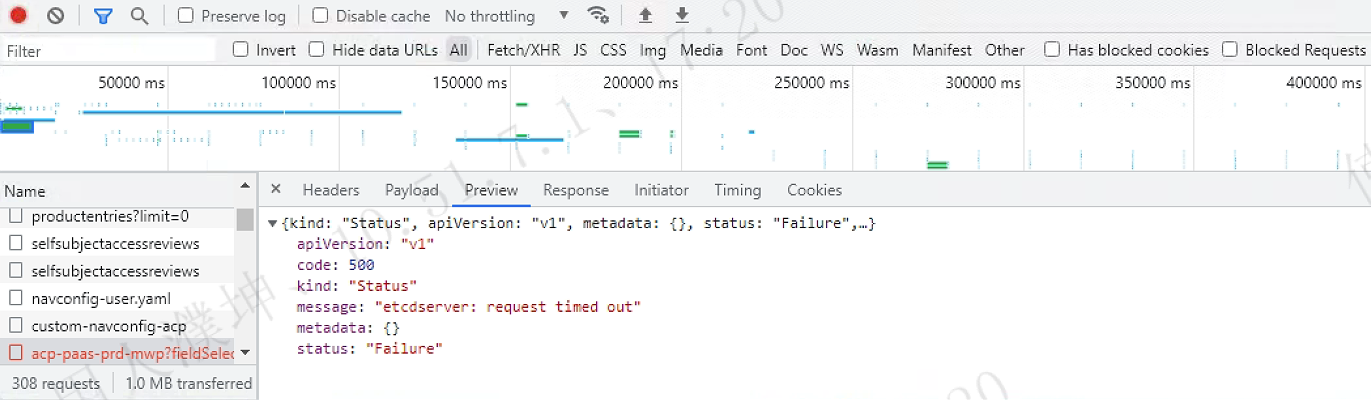 Preserve log Disable cache No throttling
Filter Invert Hide data URLs All Fetch/XHR JS CSS Img Media Font Doc WS Wasm Manifest Other Has blocked cookies Blocked Requests
50000 ms 100000 ms 150000 ms 200000 ms 250000 ms 300000 ms 350000 ms 400000 ms
Name × Headers Payload Preview Response Initiator Timing Cookies
productentries?limit=0
selfsubjectaccessreviews
selfsubjectaccessreviews
navconfig-user.yaml
custom-navconfig-acp
acp-paas-prd-mwp?fieldSelec
308 requests 1.0 MB transferred
{kind: "Status", apiVersion: "v1", metadata: {}, status: "Failure",…}
apiVersion: "v1"
code: 500
kind: "Status"
message: "etcdserver: request timed out"
metadata: {}
status: "Failure"